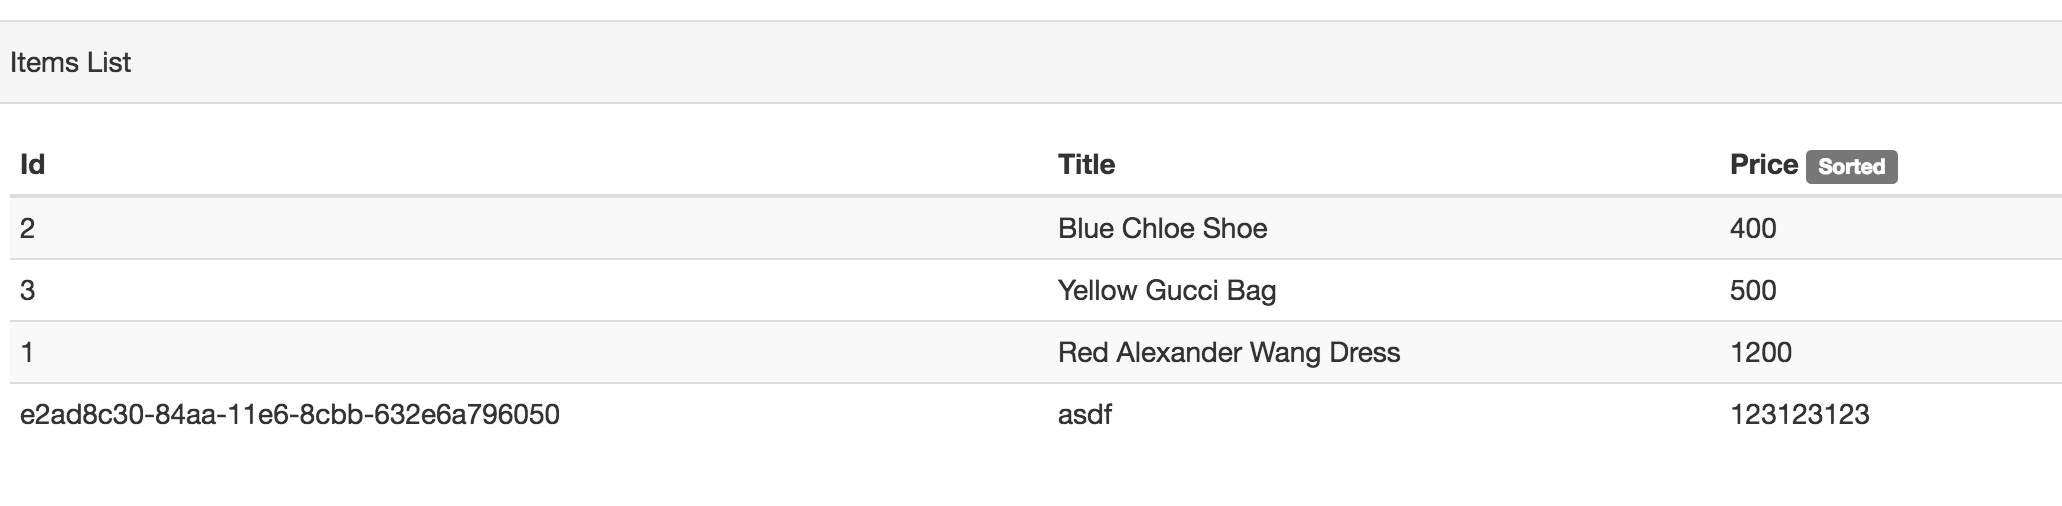 Items List
Id Title Price Sorted
2 Blue Chloe Shoe 400
3 Yellow Gucci Bag 500
1 Red Alexander Wang Dress 1200
e2ad8c30-84aa-11e6-8cbb-632e6a796050 asdf 123123123